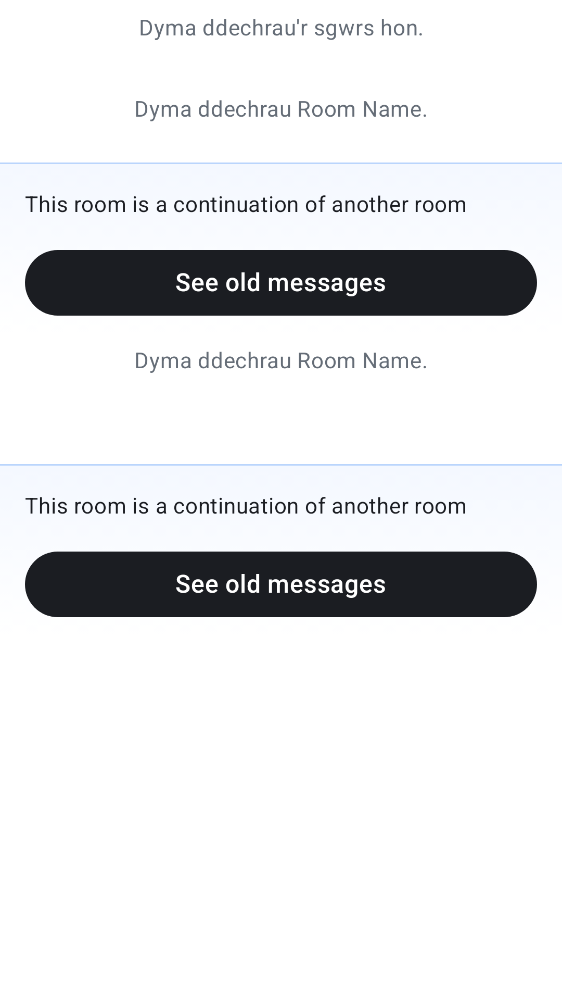 Dyma ddechrau'r sgwrs hon.
Dyma ddechrau Room Name.
This room is a continuation of another room
See old messages
Dyma ddechrau Room Name.
This room is a continuation of another room
See old messages